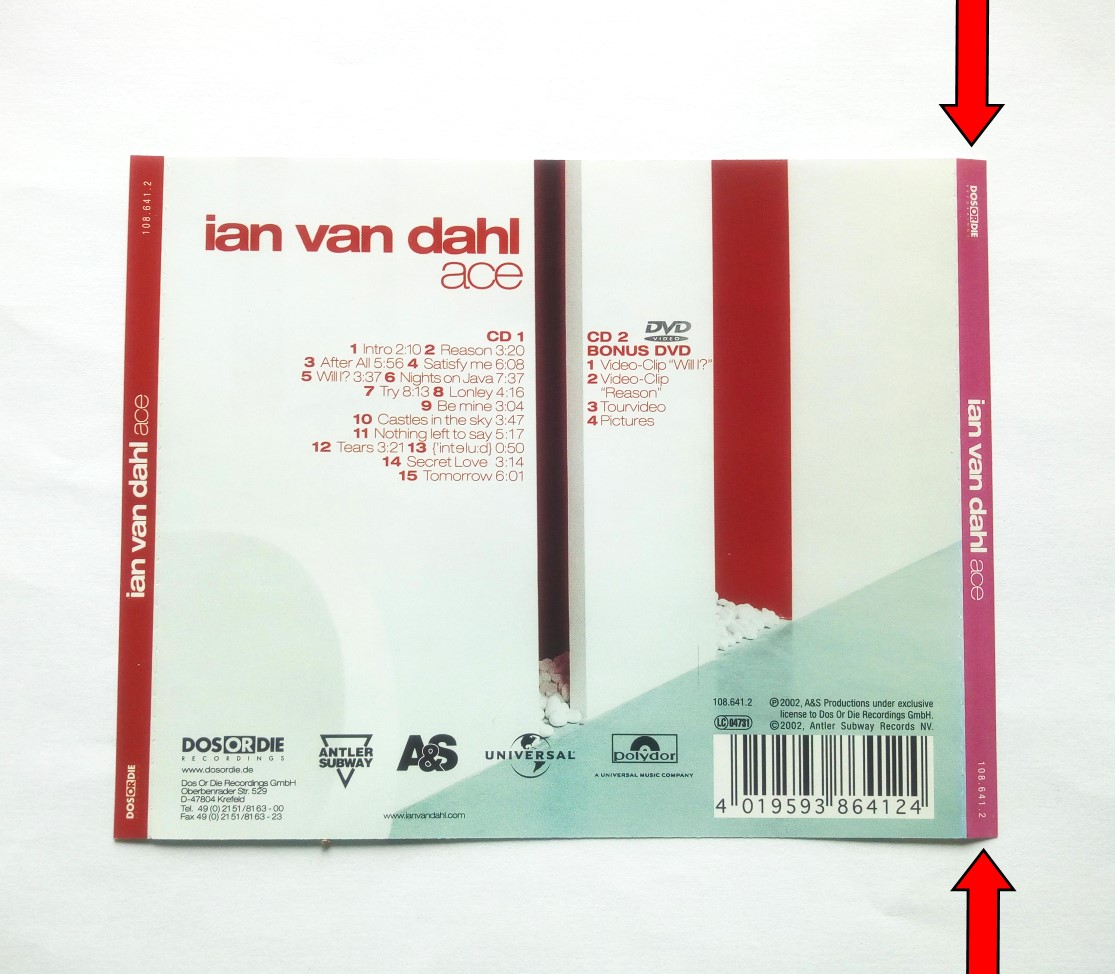 108.641.2
ian van dahl ace
DOS OR DIE
ian van dahl
ace
CD 1
1 Intro 2:10 2 Reason 3:20
3 After All 5:56 4 Satisfy me 6:08
5 Will I? 3:37 6 Nights on Java 7:37
7 Try 8:13 8 Lonley 4:16
9 Be mine 3:04
10 Castles in the sky 3:47
11 Nothing left to say 5:17
12 Tears 3:21 13 {'intəlu:d} 0:50
14 Secret Love 3:14
15 Tomorrow 6:01
DVD
VIDEO
CD 2
BONUS DVD
1 Video-Clip "Will I?"
2 Video-Clip
"Reason"
3 Tourvideo
4 Pictures
DOS OR DIE
RECORDINGS
www.dosordie.de
Dos Or Die Recordings GmbH
Oberbenrader Str. 529
D-47804 Krefeld
Tel. 49 (0) 21 51/81 63 - 00
Fax 49 (0) 21 51/81 63 - 23
ANTLER
SUBWAY
A&S
UNIVERSAL
polydor
A UNIVERSAL MUSIC COMPANY
www.ianvandahl.com
108.641.2
LC 04731
℗2002, A&S Productions under exclusive
license to Dos Or Die Recordings GmbH.
©2002, Antler Subway Records NV.
4 019593 864124
DOS OR DIE
ian van dahl ace
108.641.2